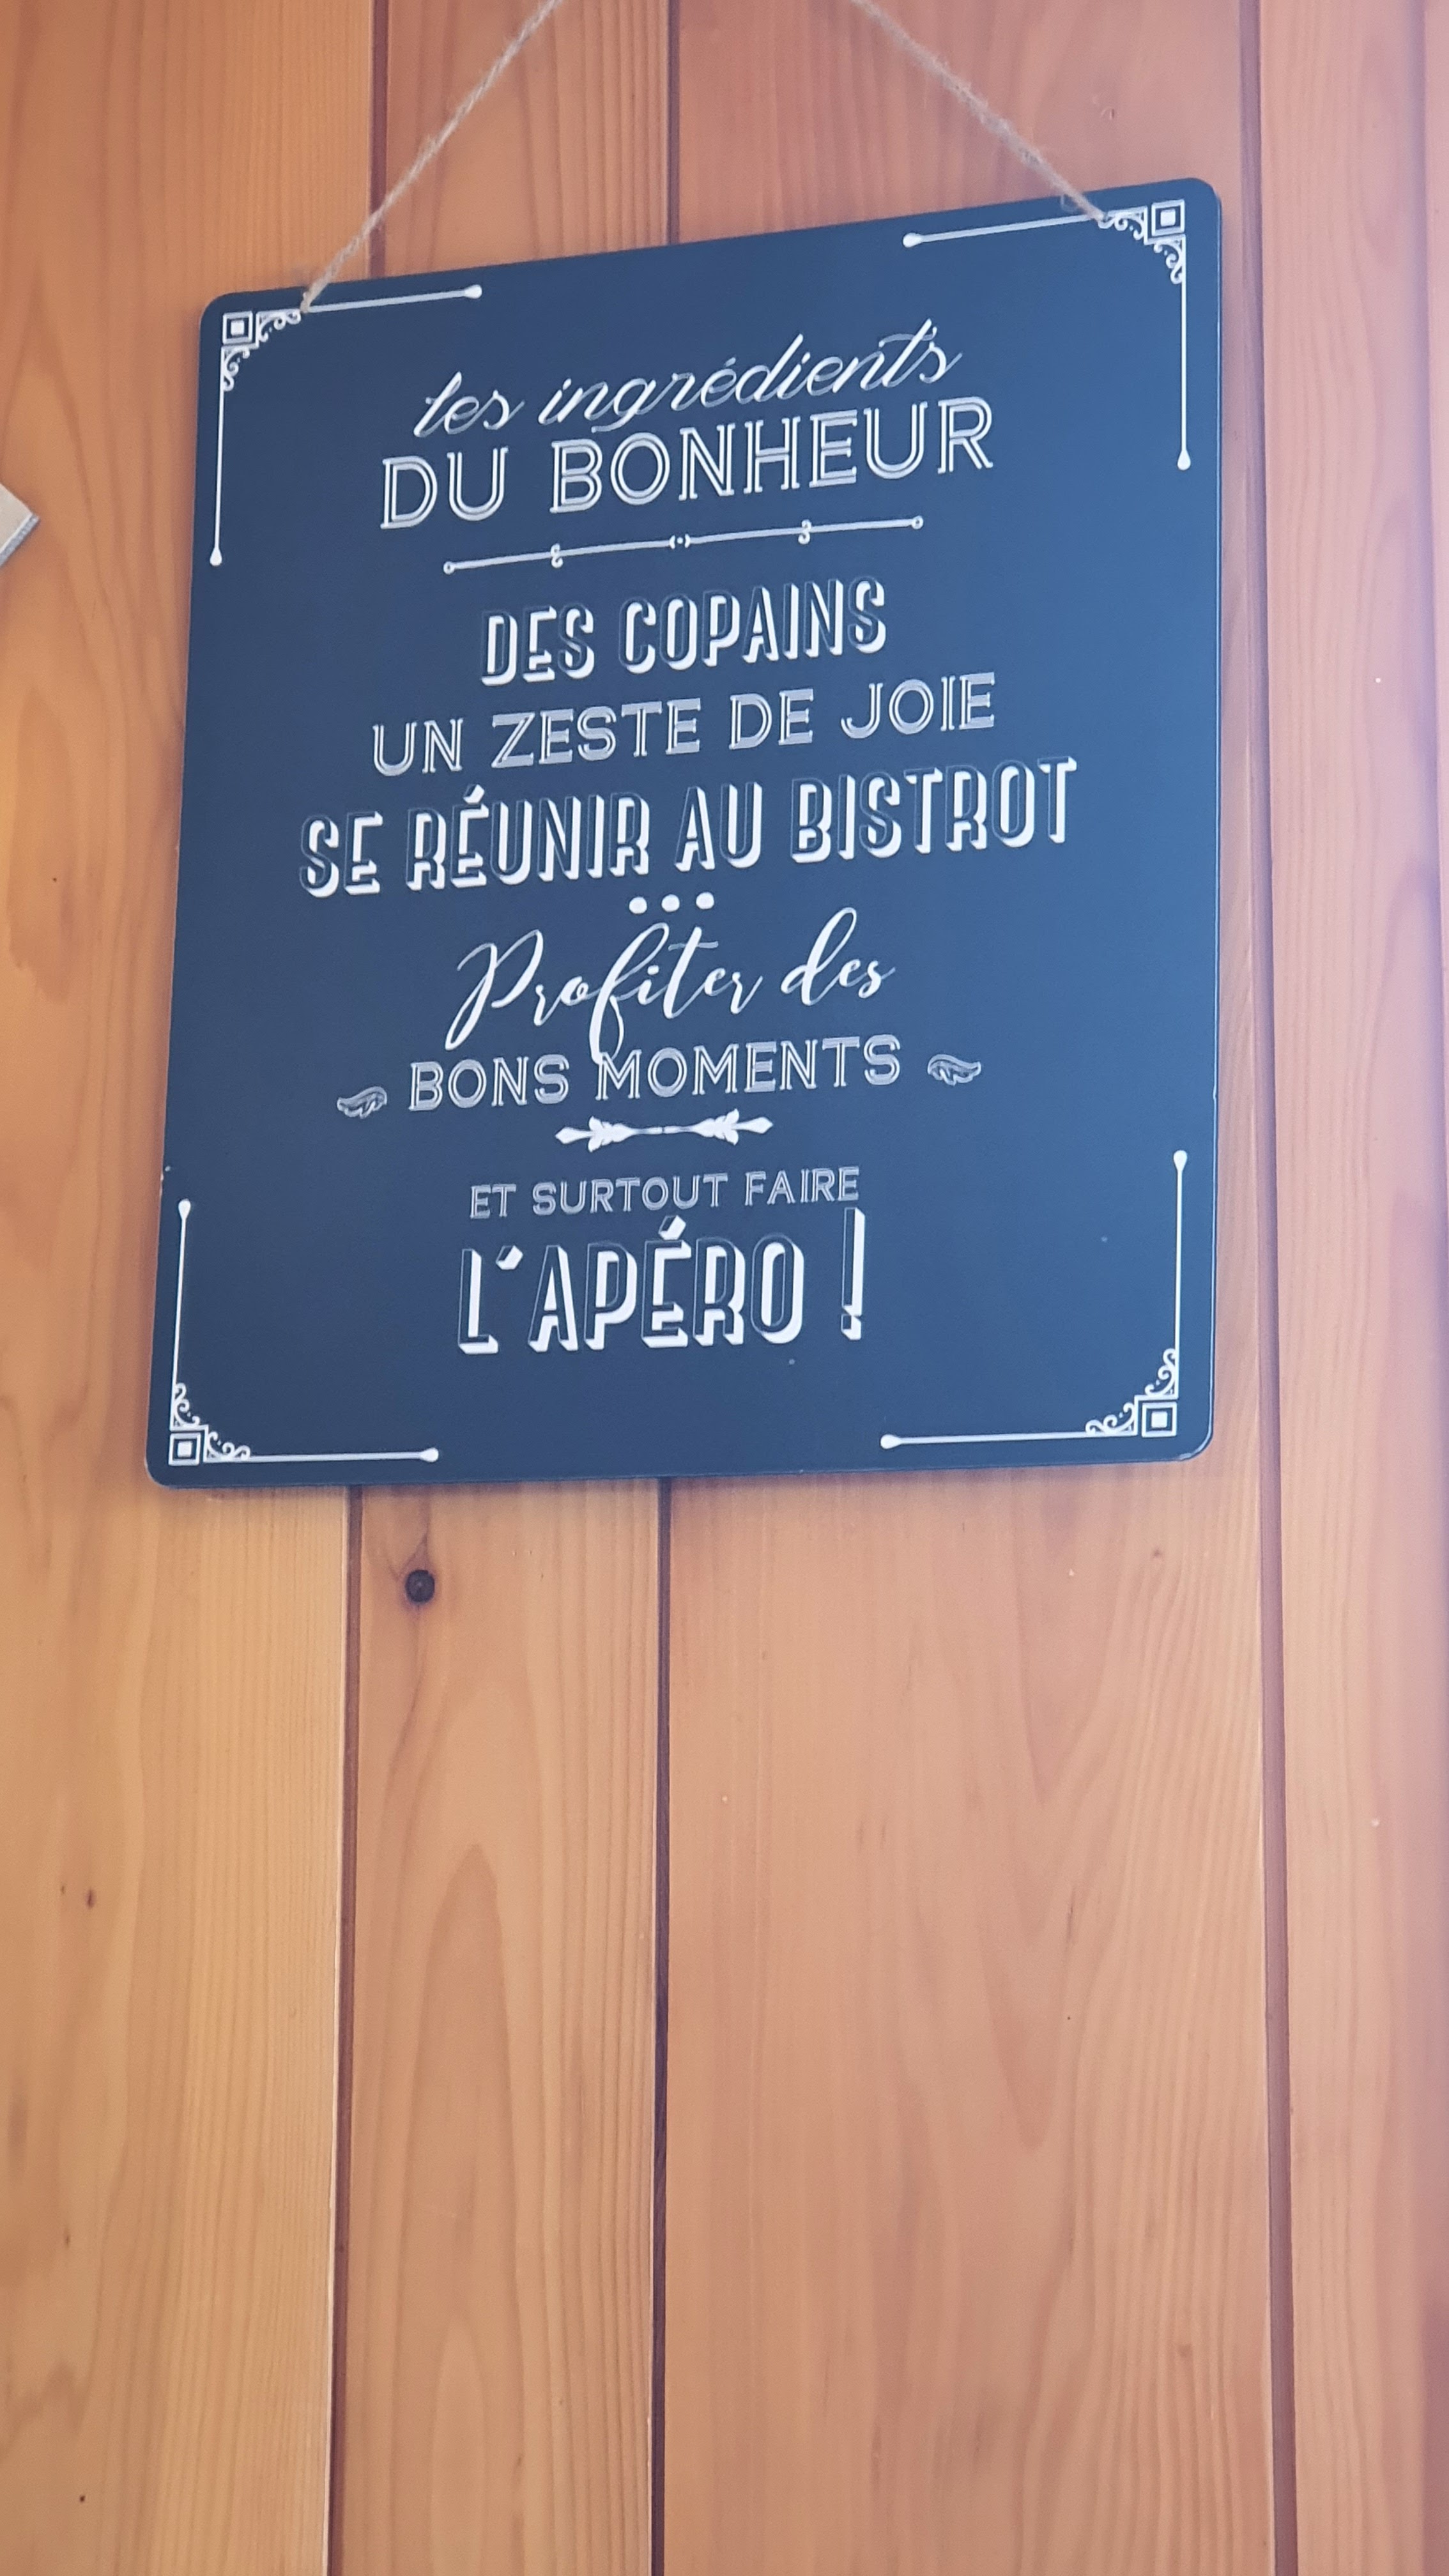 les ingrédients
DU BONHEUR
DES COPAINS
UN ZESTE DE JOIE
SE RÉUNIR AU BISTROT
...
Profiter des
BONS MOMENTS
ET SURTOUT FAIRE
L'APÉRO !